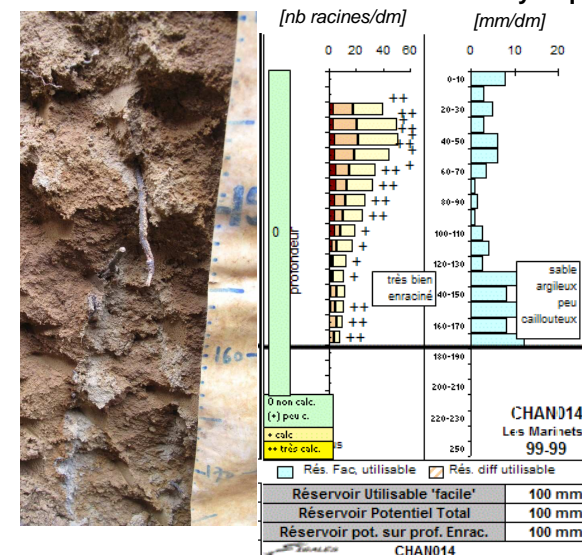 [nb racines/dm]
[mm/dm]
0 20 40 60
0 10 20
0-10
20-30
40-50
60-70
80-90
100-110
120-130
40-150
160-170
180-190
200-210
220-230
250
0
profondeur
très bien
enraciné
sable
argileux
peu
caillouteux
160
0 non calc.
(+) peu c.
+ calc
++ très calc.
CHAN014
Les Marinets
99-99
Rés. Fac, utilisable
Rés. diff utilisable
Réservoir Utilisable 'facile' 100 mm
Réservoir Potentiel Total 100 mm
Réservoir pot. sur prof. Enrac. 100 mm
SIGALES
CHAN014